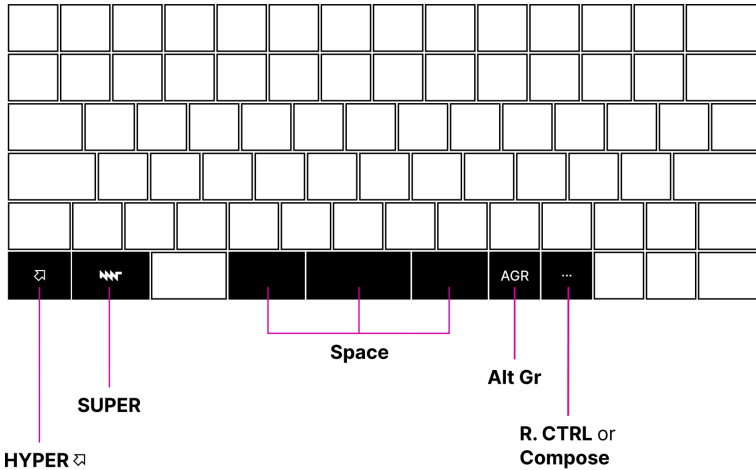 AGR ...
Space
Alt Gr
SUPER
R. CTRL or
Compose
HYPER